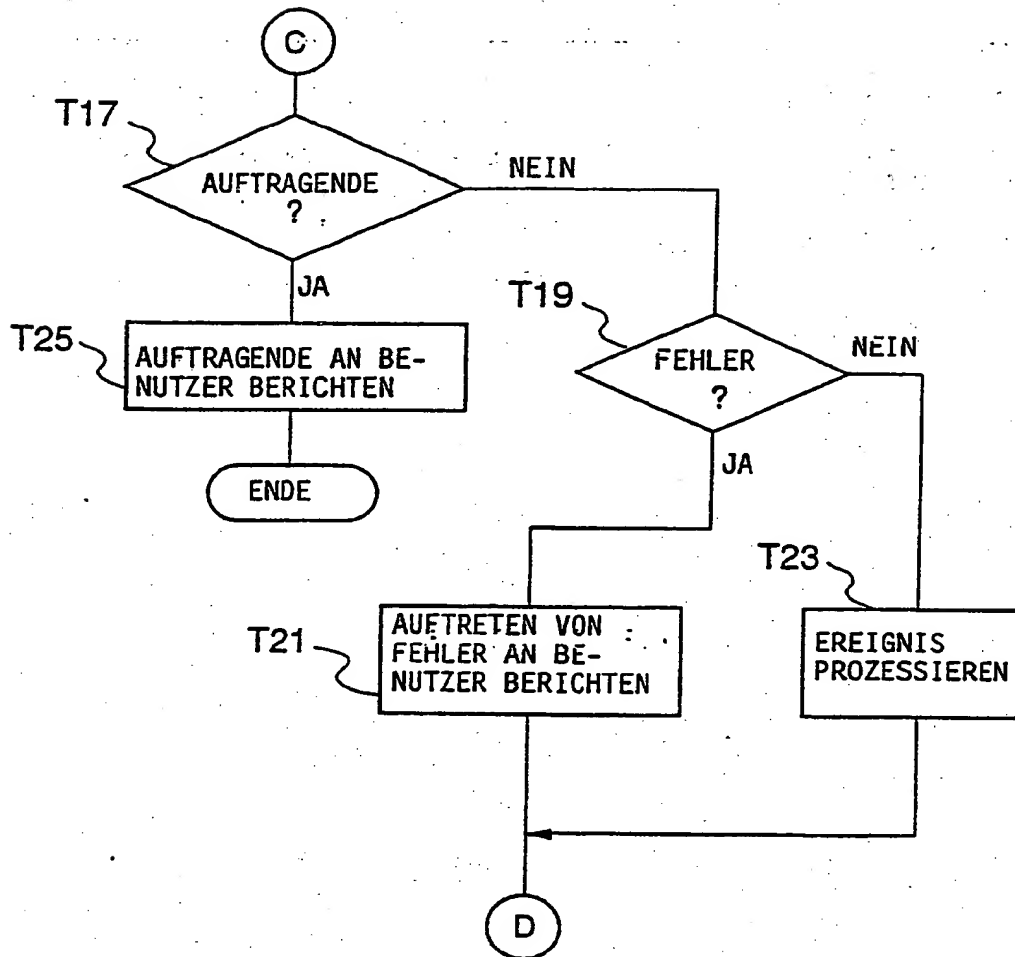 C
T17
AUFTRAGENDE
?
NEIN
JA
T25
AUFTRAGENDE AN BE-
NUTZER BERICHTEN
ENDE
T19
FEHLER
?
NEIN
JA
T21
AUFTRETEN VON
FEHLER AN BE-
NUTZER BERICHTEN
T23
EREIGNIS
PROZESSIEREN
D